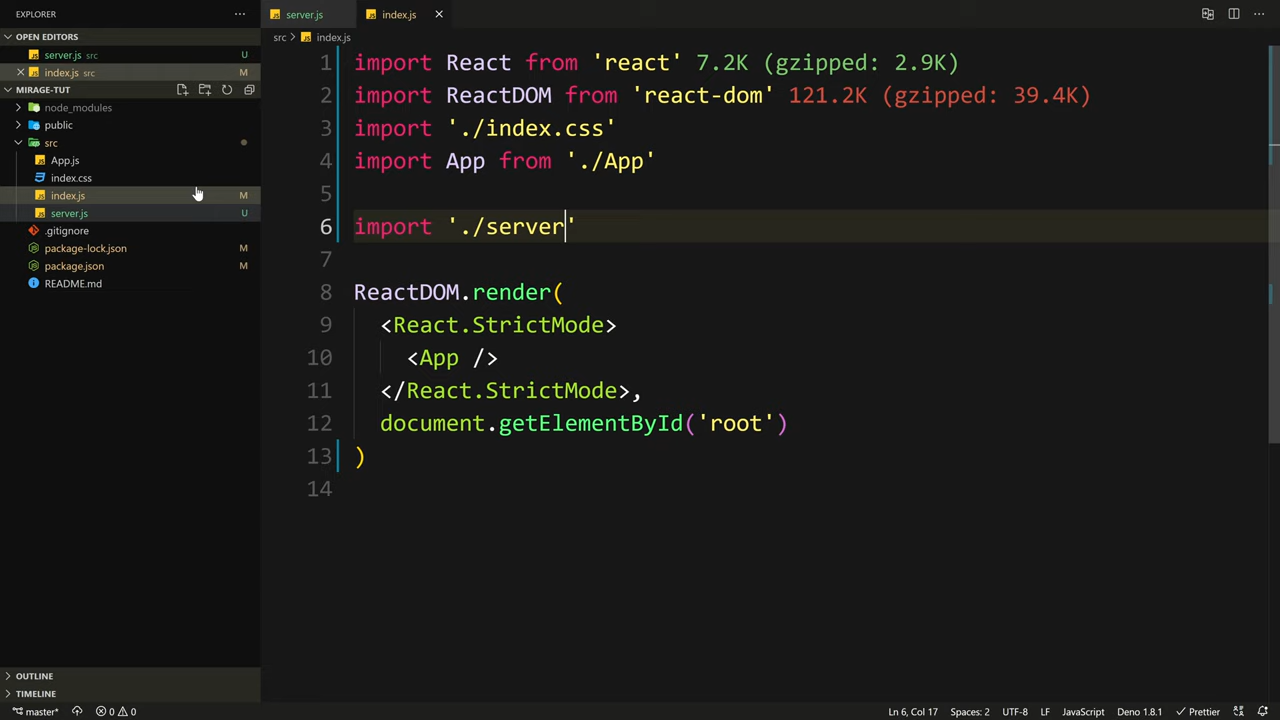 EXPLORER
server.js
index.js
OPEN EDITORS
src > index.js
server.js src U
index.js src M
MIRAGE-TUT
node_modules
public
src
App.js
index.css
index.js M
server.js U
.gitignore
package-lock.json M
package.json M
README.md
1 import React from 'react' 7.2K (gzipped: 2.9K)
2 import ReactDOM from 'react-dom' 121.2K (gzipped: 39.4K)
3 import './index.css'
4 import App from './App'
5
6 import './server'
7
8 ReactDOM.render(
9 <React.StrictMode>
10 <App />
11 </React.StrictMode>,
12 document.getElementById('root')
13 )
14
OUTLINE
TIMELINE
master* 0 0 Ln 6, Col 17 Spaces: 2 UTF-8 LF JavaScript Deno 1.8.1 Prettier